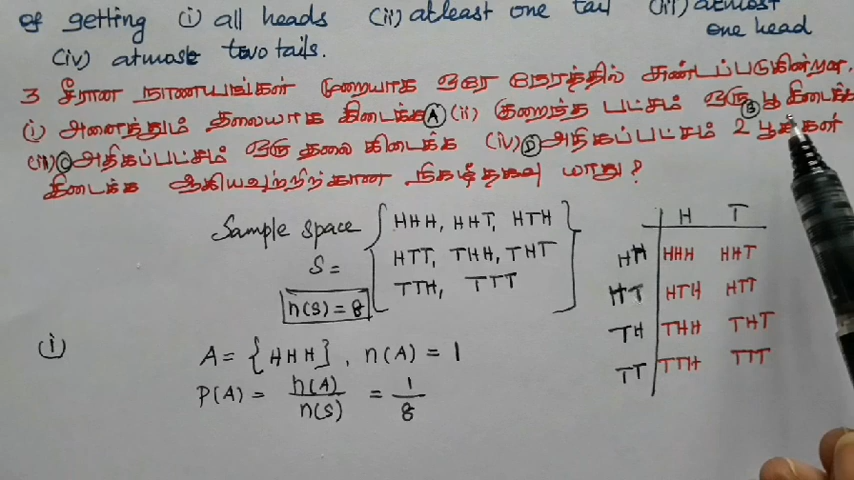 of getting (i) all heads (ii) atleast one tail (iii) atmost
one head
(iv) atmost two tails.
3 சீரான நாணயங்கள் முறையாக ஒரே நேரத்தில் சுண்டப்படுகின்றன.
(i) அனைத்தும் தலையாக கிடைக்க (A) (ii) குறைந்த பட்சம் ஒரு (B) பூ கிடைக்க
(iii) (C) அதிகப்பட்சம் ஒரு தலை கிடைக்க (iv) (D) அதிகப்பட்சம் 2 பூக்கள்
கிடைக்க ஆகியவற்றிற்கான நிகழ்தகவு யாது?
Sample space { HHH, HHT, HTH
S = HTT, THH, THT
TTH, TTT }
n(S) = 8
H T
HH HHH HHT
HT HTH HTT
TH THH THT
TT TTH TTT
(i) A = { HHH }, n(A) = 1
P(A) = n(A)/n(S) = 1/8